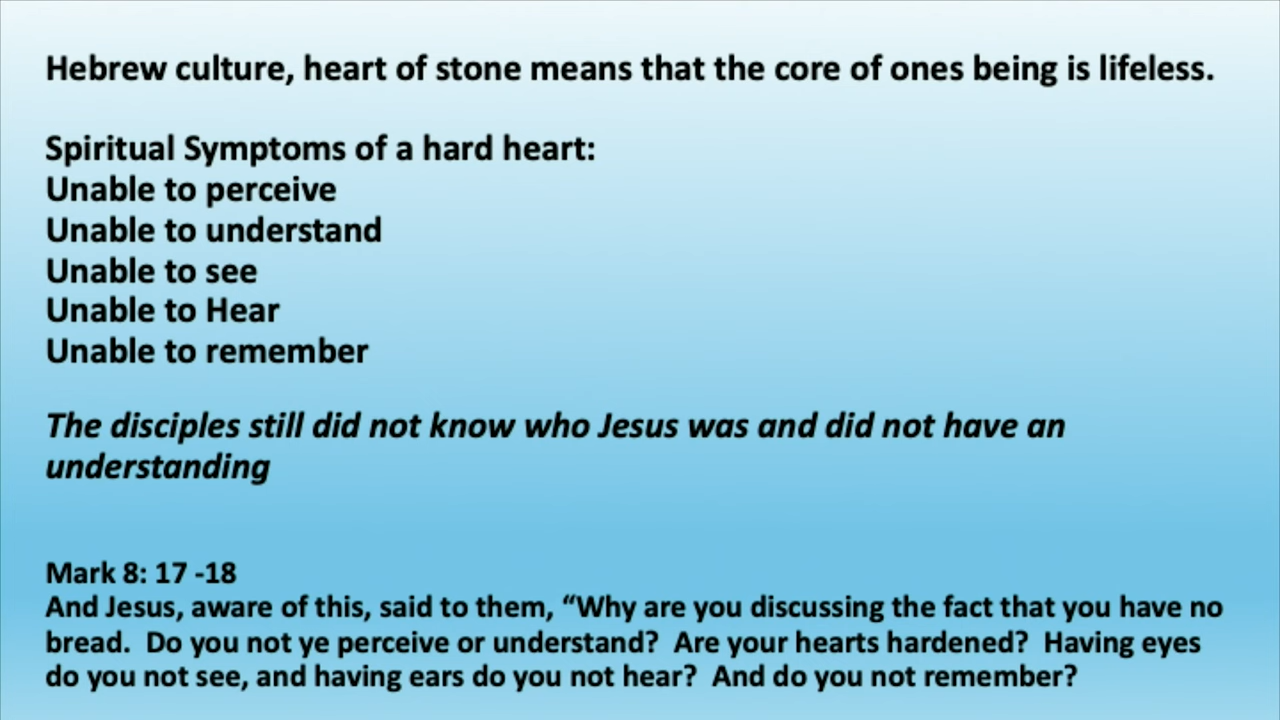 Hebrew culture, heart of stone means that the core of ones being is lifeless.
Spiritual Symptoms of a hard heart:
Unable to perceive
Unable to understand
Unable to see
Unable to Hear
Unable to remember
The disciples still did not know who Jesus was and did not have an
understanding
Mark 8: 17 -18
And Jesus, aware of this, said to them, “Why are you discussing the fact that you have no
bread.  Do you not ye perceive or understand?  Are your hearts hardened?  Having eyes
do you not see, and having ears do you not hear?  And do you not remember?